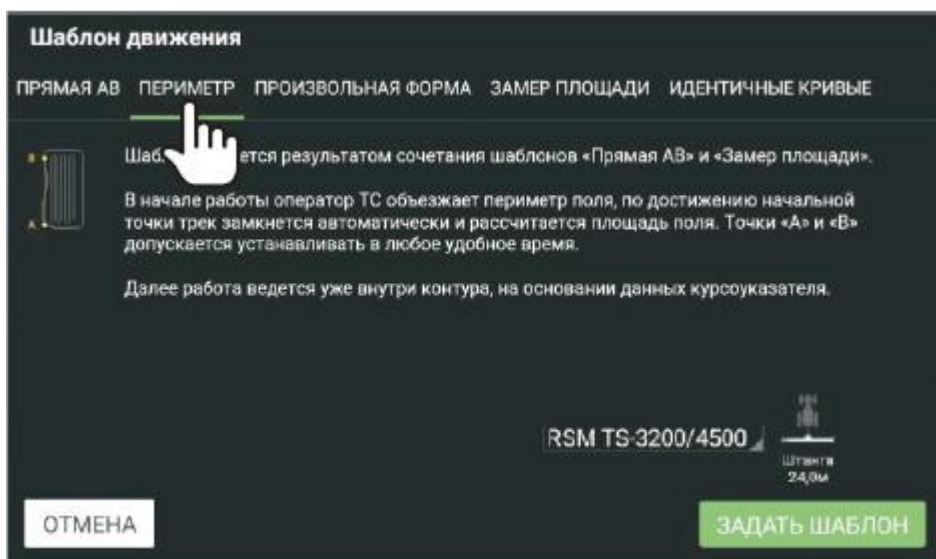 Шаблон движения
ПРЯМАЯ АВ ПЕРИМЕТР ПРОИЗВОЛЬНАЯ ФОРМА ЗАМЕР ПЛОЩАДИ ИДЕНТИЧНЫЕ КРИВЫЕ
результатом сочетания шаблонов «Прямая АВ» и «Замер площади».
В начале работы оператор ТС объезжает периметр поля, по достижению начальной
точки трек замкнется автоматически и рассчитается площадь поля. Точки «А» и «В»
допускается устанавливать в любое удобное время.
Далее работа ведется уже внутри контура, на основании данных курсоуказателя.
В
А
RSM TS-3200/4500
Штанга
24,0м
ОТМЕНА
ЗАДАТЬ ШАБЛОН